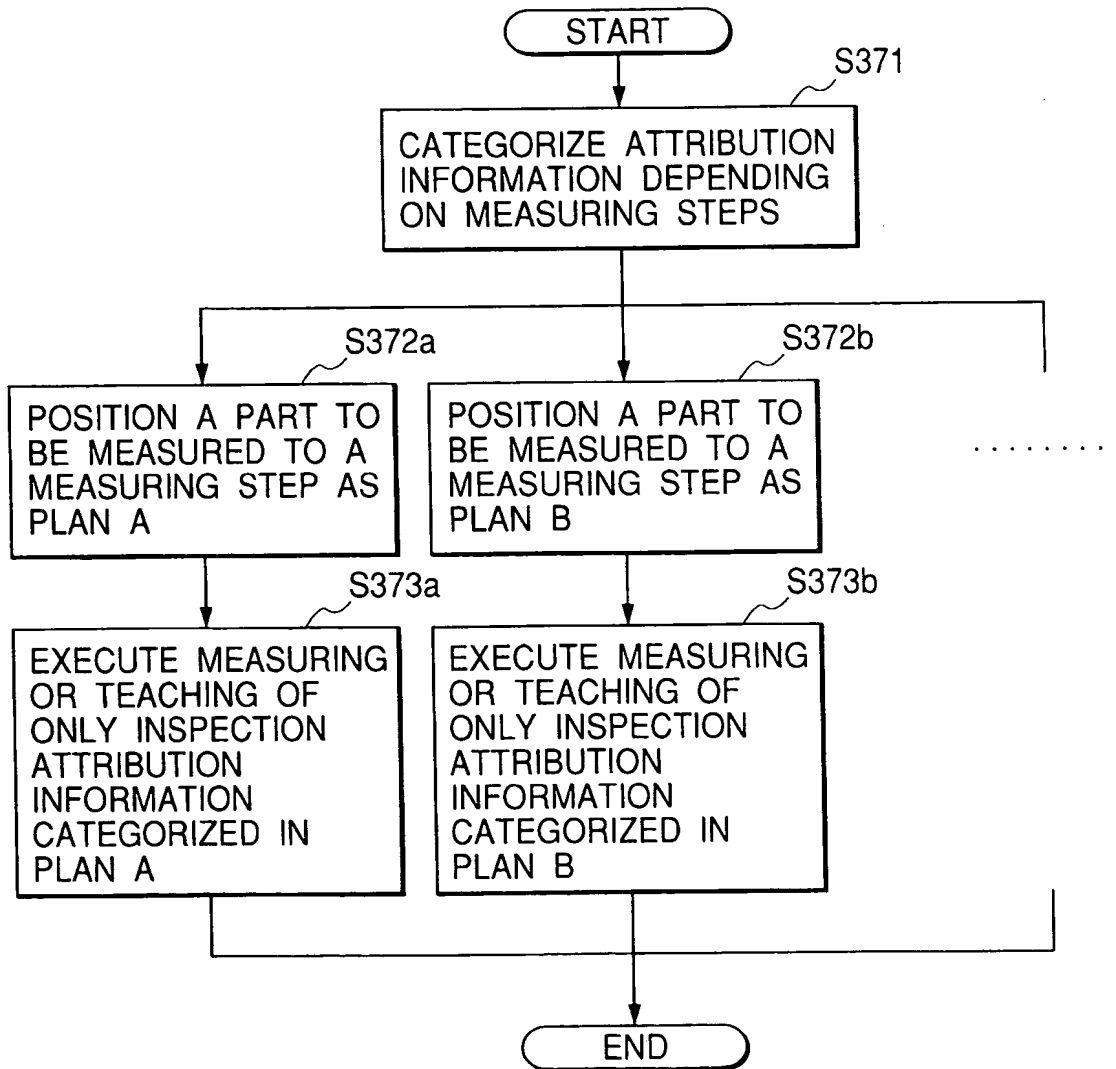 START
S371
CATEGORIZE ATTRIBUTION
INFORMATION DEPENDING
ON MEASURING STEPS
S372a
POSITION A PART TO
BE MEASURED TO A
MEASURING STEP AS
PLAN A
S372b
POSITION A PART TO
BE MEASURED TO A
MEASURING STEP AS
PLAN B
. . . . . . . .
S373a
EXECUTE MEASURING
OR TEACHING OF
ONLY INSPECTION
ATTRIBUTION
INFORMATION
CATEGORIZED IN
PLAN A
S373b
EXECUTE MEASURING
OR TEACHING OF
ONLY INSPECTION
ATTRIBUTION
INFORMATION
CATEGORIZED IN
PLAN B
END